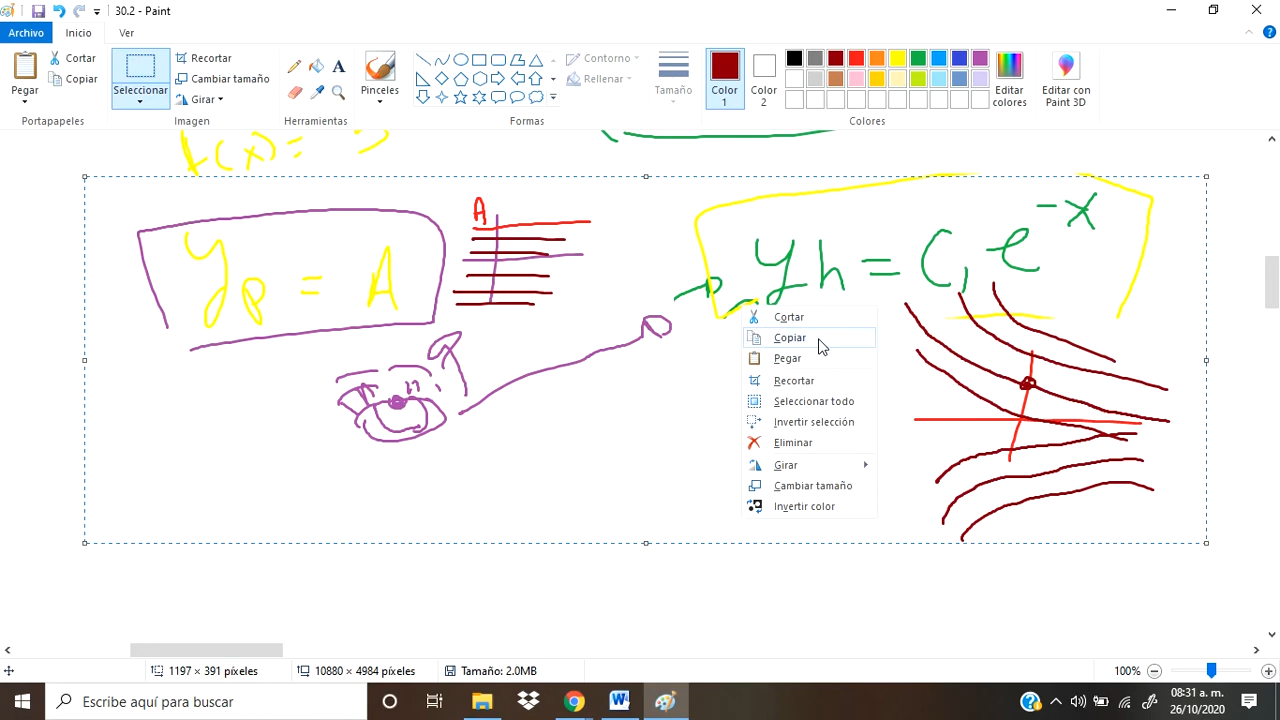 30.2 - Paint
Archivo Inicio Ver
Pegar
Cortar
Copiar
Seleccionar
Recortar
Cambiar tamaño
Girar
A
Pinceles
Contorno
Rellenar
Tamaño
Color 1
Color 2
Editar colores
Editar con Paint 3D
Portapapeles Imagen Herramientas Formas Colores
yp = A
A
yh = C₁ e^-x
Cortar
Copiar
Pegar
Recortar
Seleccionar todo
Invertir selección
Eliminar
Girar
Cambiar tamaño
Invertir color
1197 × 391 píxeles 10880 × 4984 píxeles Tamaño: 2.0MB 100%
Escribe aquí para buscar
08:31 a. m.
26/10/2020